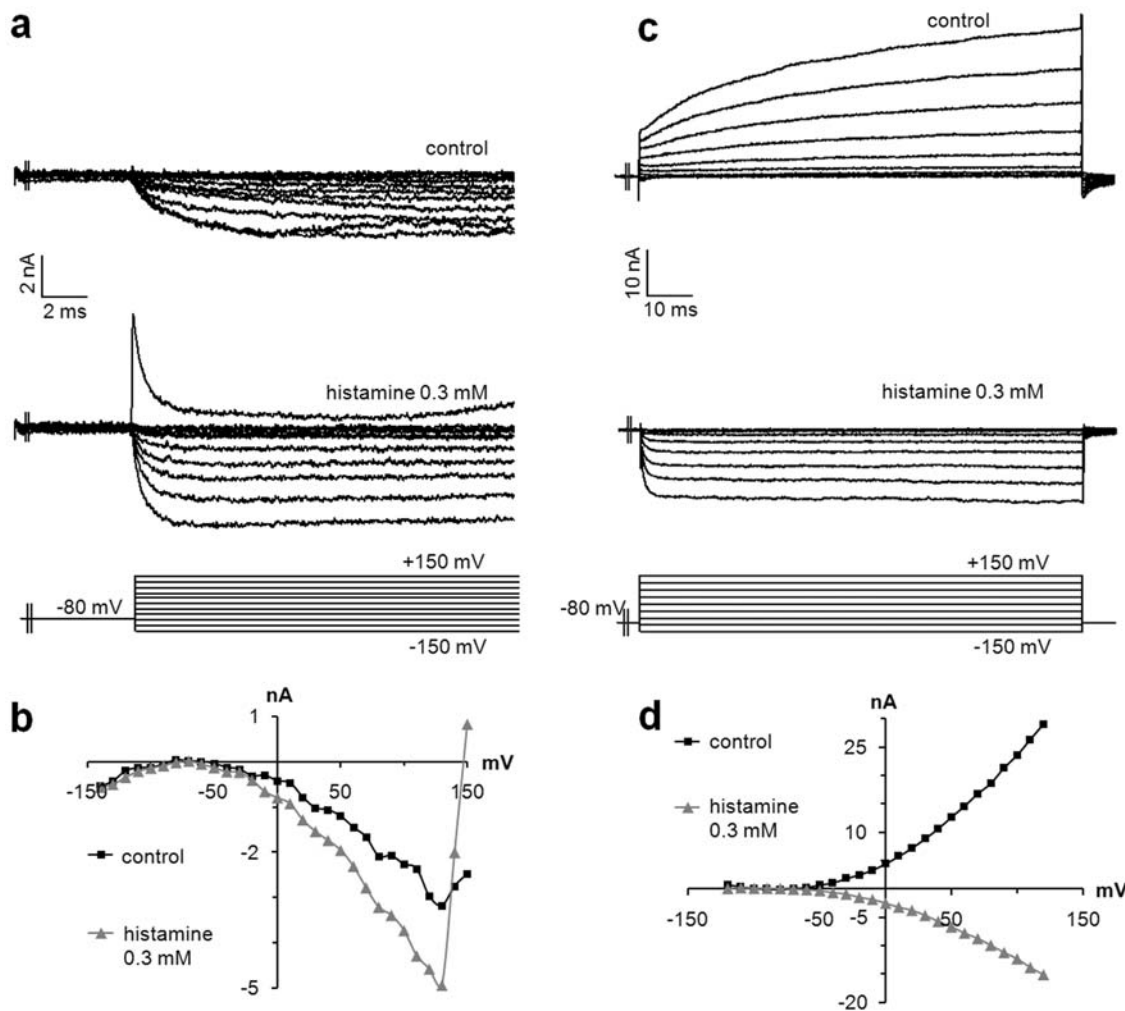 a
control
2 nA
2 ms
histamine 0.3 mM
+150 mV
-80 mV
-150 mV
b
nA
1
mV
-150
-50
50
150
-2
-5
control
histamine
0.3 mM
c
control
10 nA
10 ms
histamine 0.3 mM
+150 mV
-80 mV
-150 mV
d
nA
25
10
-5
-20
mV
-150
-50
50
150
control
histamine
0.3 mM